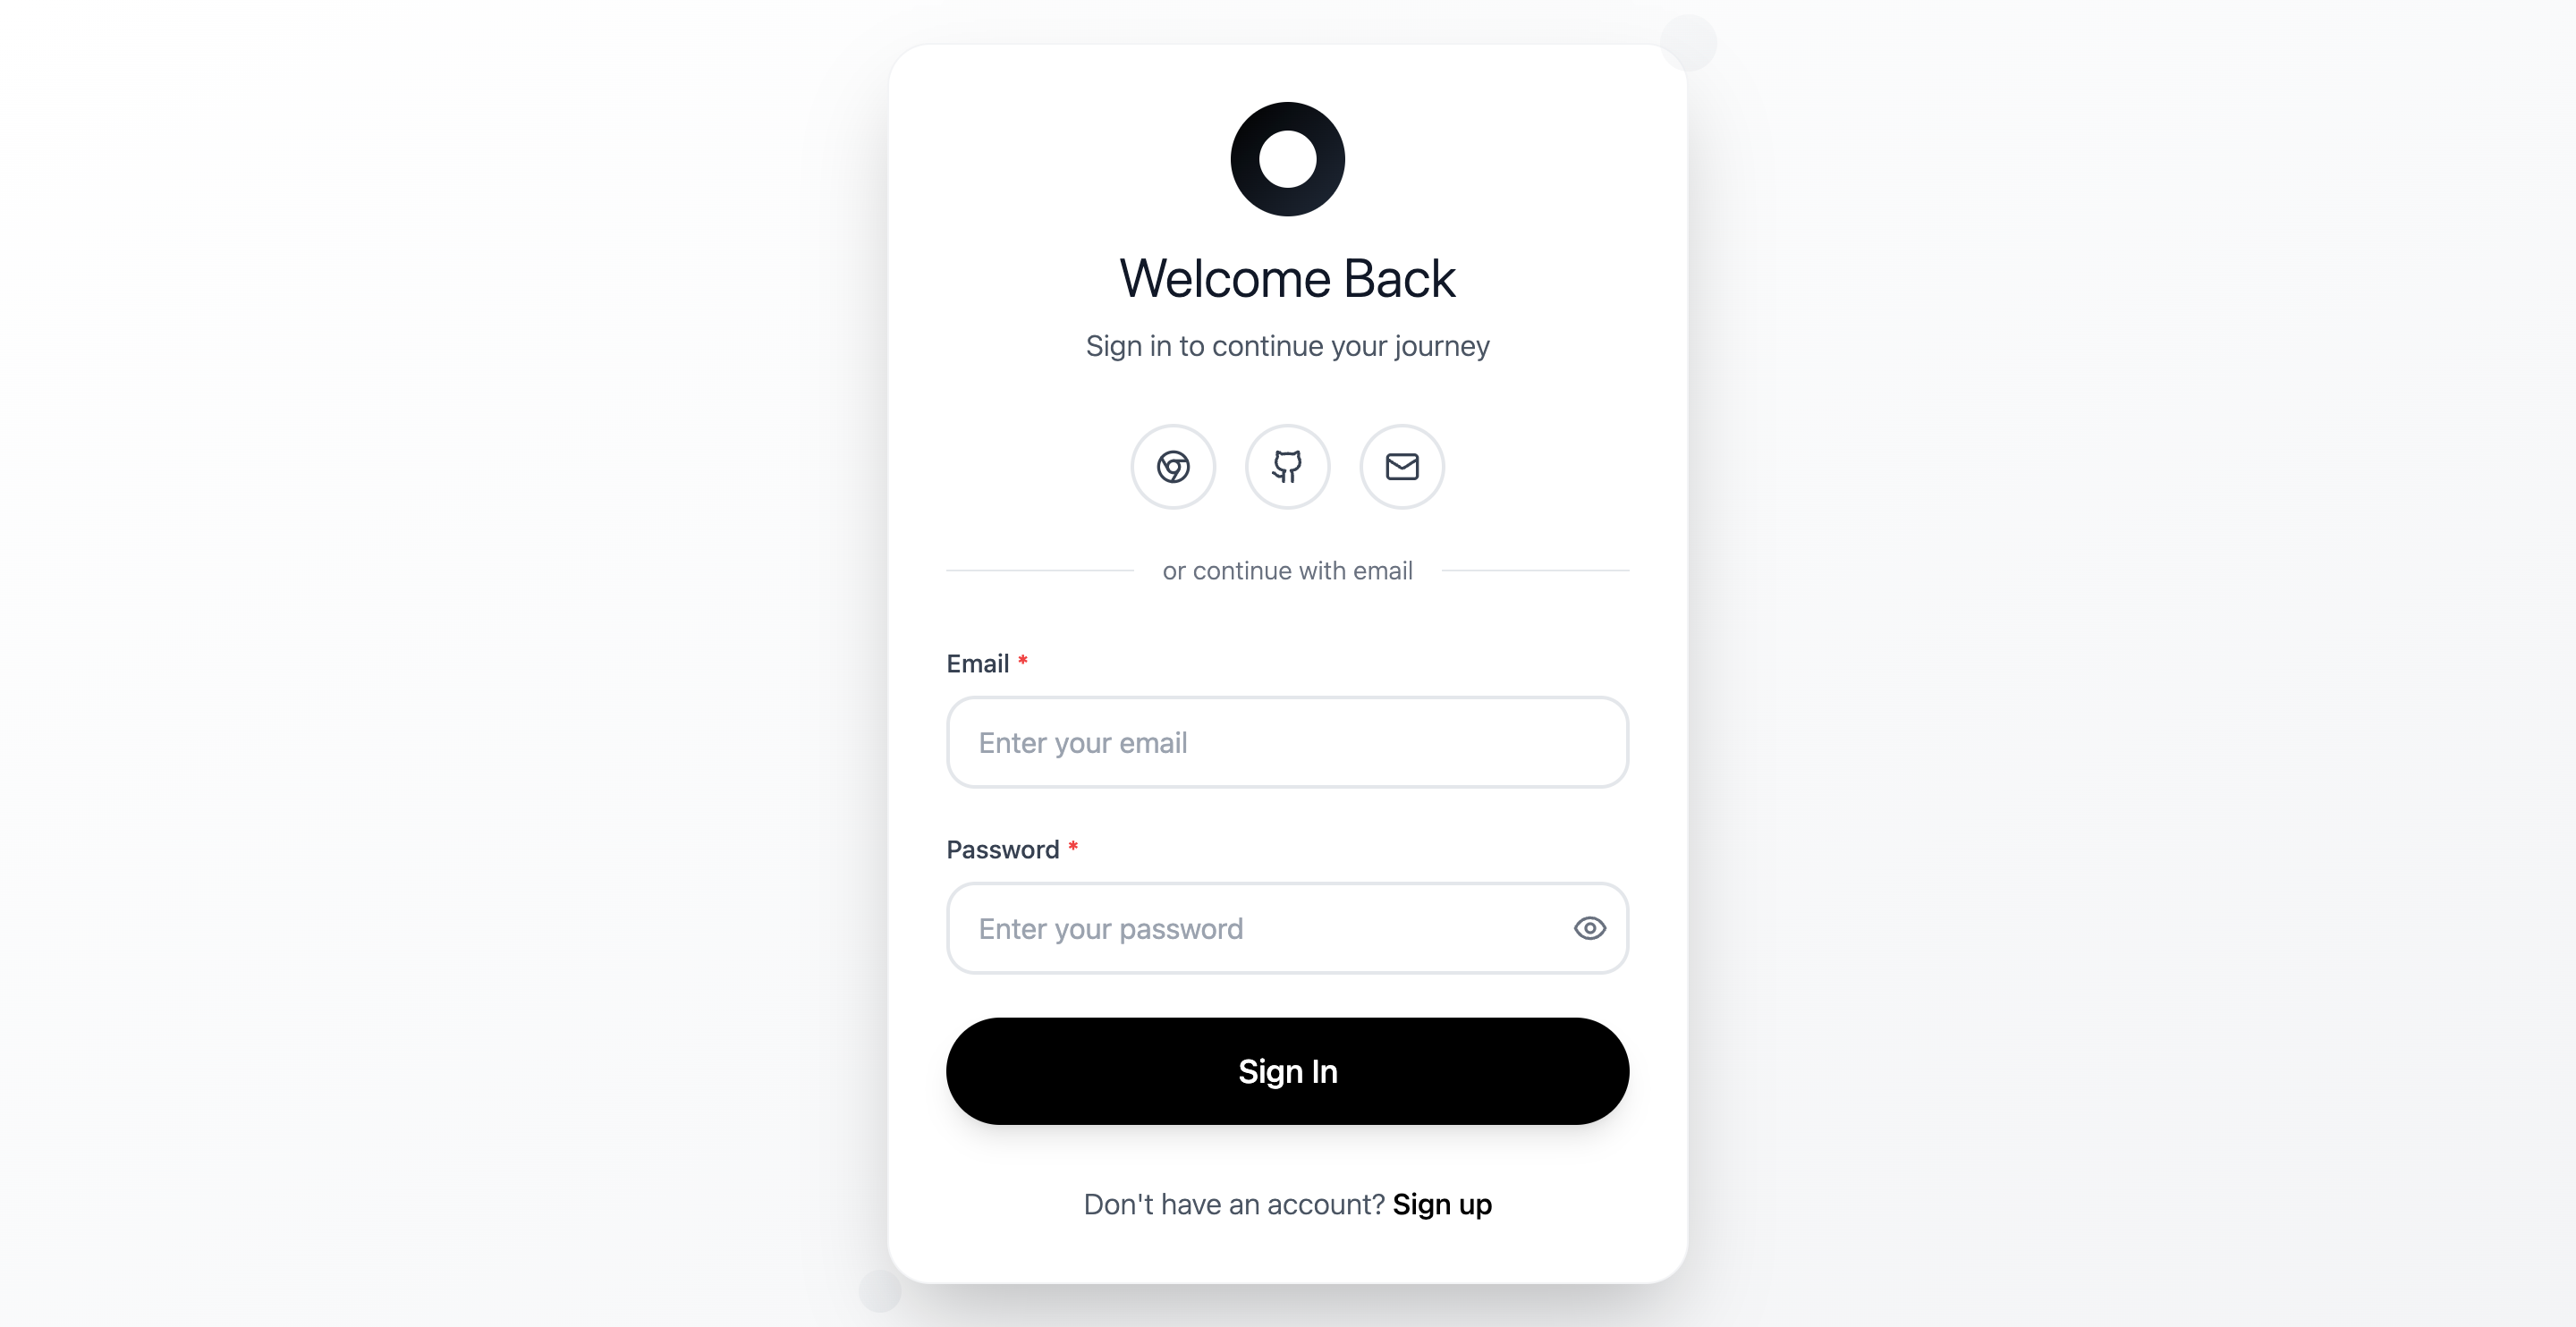 Welcome Back
Sign in to continue your journey
or continue with email
Email *
Enter your email
Password *
Enter your password
Sign In
Don't have an account? Sign up